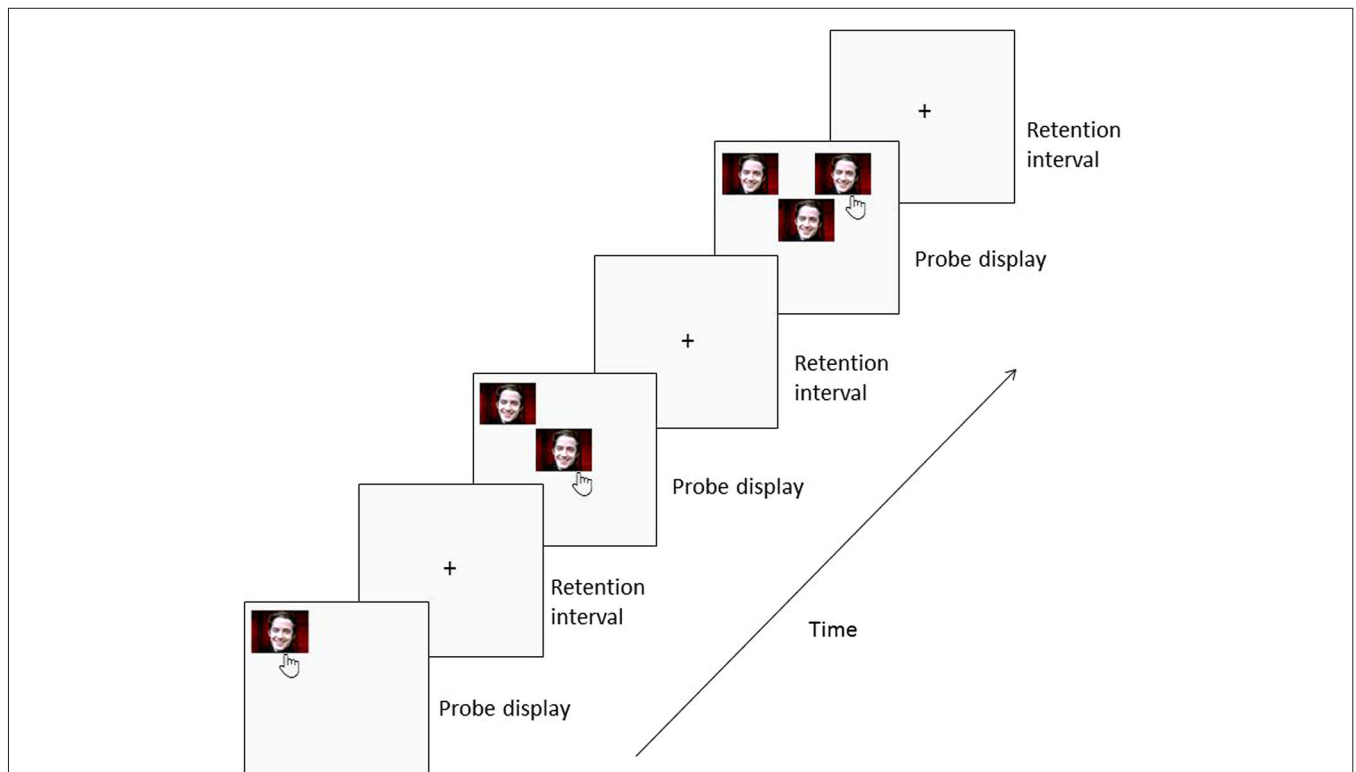 Retention
interval
Probe display
Retention
interval
Probe display
Retention
interval
Time
Probe display